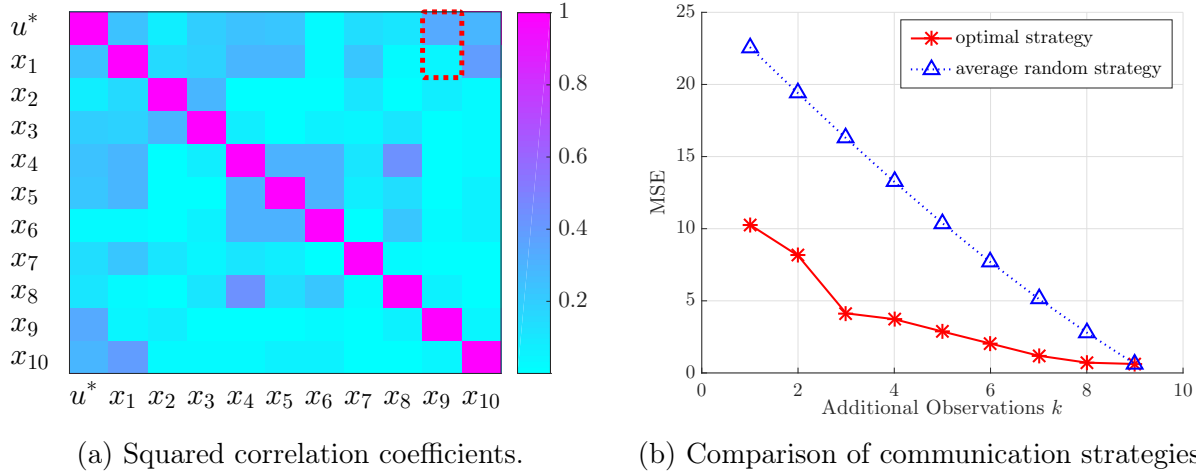 u*
x1
x2
x3
x4
x5
x6
x7
x8
x9
x10
u* x1 x2 x3 x4 x5 x6 x7 x8 x9 x10
1
0.8
0.6
0.4
0.2
(a) Squared correlation coefficients.
25
20
15
10
5
0
MSE
optimal strategy
average random strategy
0 2 4 6 8 10
Additional Observations k
(b) Comparison of communication strategies